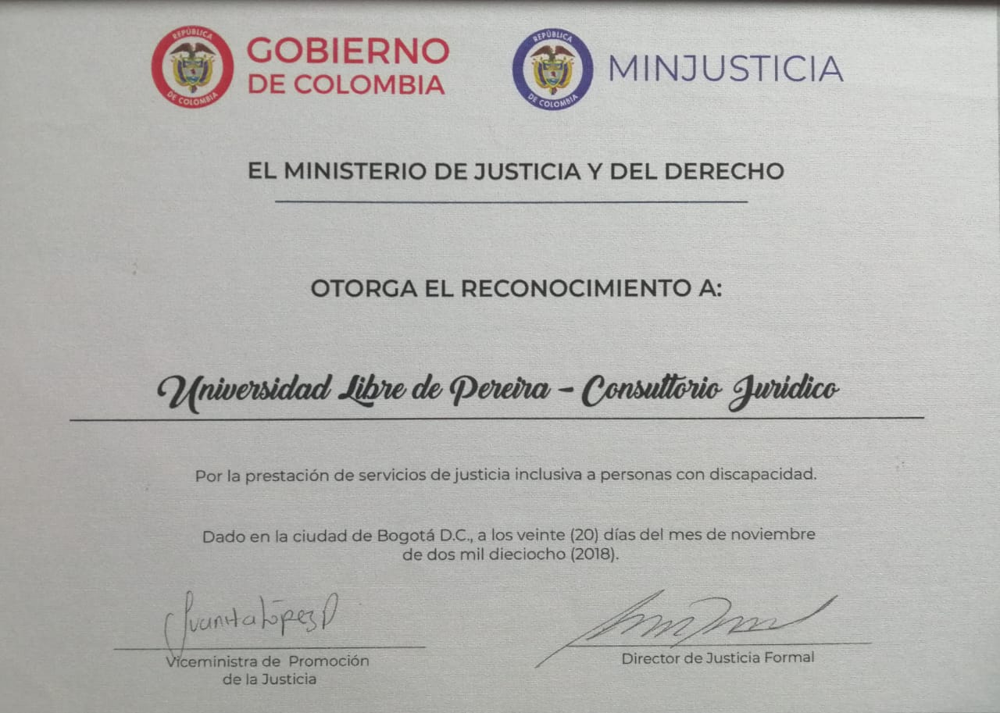 REPÚBLICA
DE COLOMBIA
GOBIERNO
DE COLOMBIA
REPÚBLICA
DE COLOMBIA
MINJUSTICIA
EL MINISTERIO DE JUSTICIA Y DEL DERECHO
OTORGA EL RECONOCIMIENTO A:
Universidad Libre de Pereira - Consultorio Jurídico
Por la prestación de servicios de justicia inclusiva a personas con discapacidad.
Dado en la ciudad de Bogotá D.C., a los veinte (20) días del mes de noviembre
de dos mil dieciocho (2018).
Juanita López P
Viceministra de Promoción
de la Justicia
Director de Justicia Formal